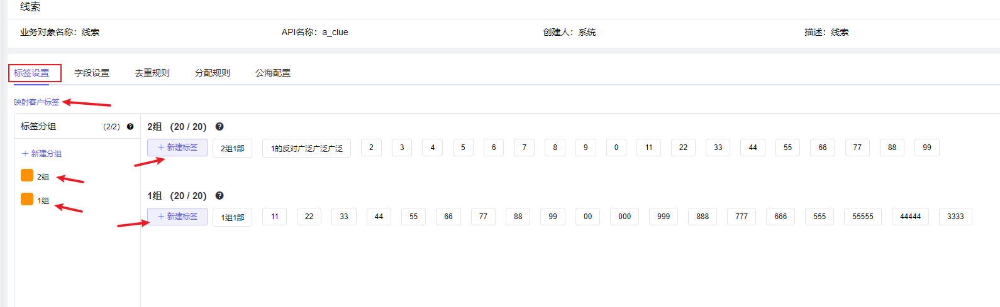 线索
业务对象名称：线索 API名称：a_clue 创建人：系统 描述：线索
标签设置 字段设置 去重规则 分配规则 公海配置
映射客户标签
标签分组 （2/2）
+ 新建分组
2组
1组
2组 （20 / 20）
+ 新建标签 2组1部 1的反对广泛广泛广泛 2 3 4 5 6 7 8 9 0 11 22 33 44 55 66 77 88 99
1组 （20 / 20）
+ 新建标签 1组1部 11 22 33 44 55 66 77 88 99 00 000 999 888 777 666 555 55555 44444 3333